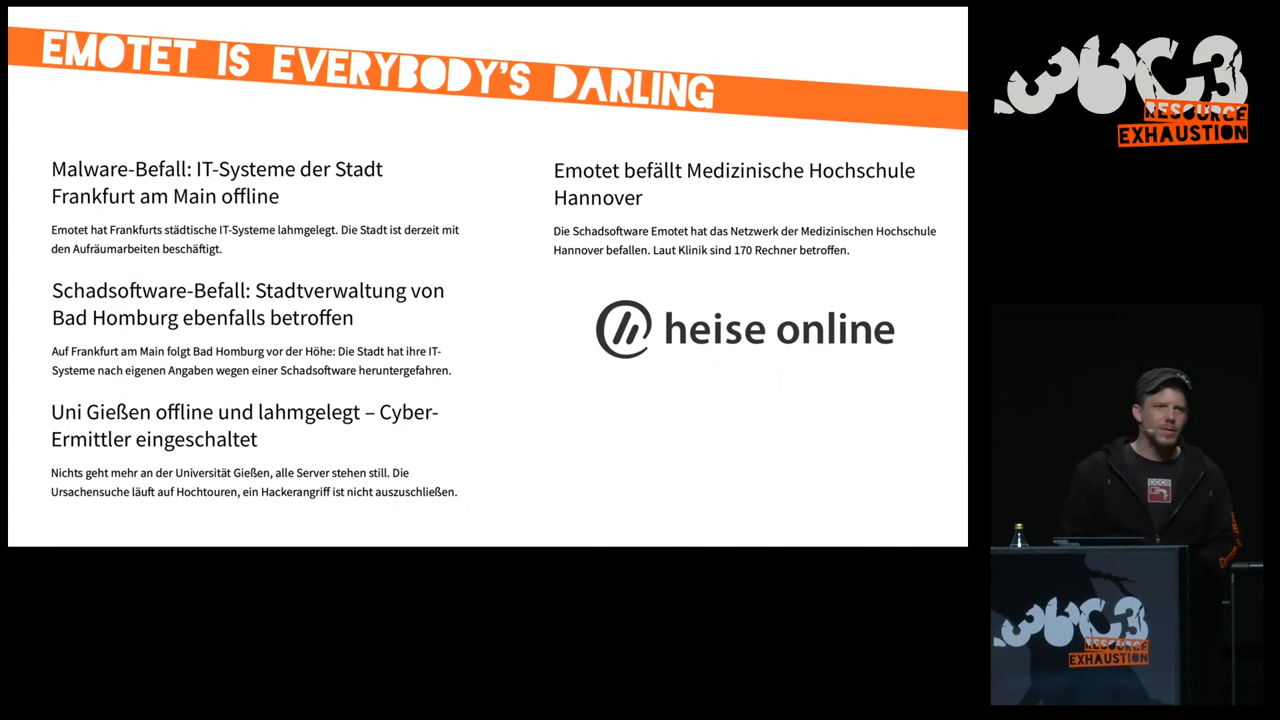 EMOTET IS EVERYBODY'S DARLING
Malware-Befall: IT-Systeme der Stadt
Frankfurt am Main offline
Emotet hat Frankfurts städtische IT-Systeme lahmgelegt. Die Stadt ist derzeit mit
den Aufräumarbeiten beschäftigt.
Schadsoftware-Befall: Stadtverwaltung von
Bad Homburg ebenfalls betroffen
Auf Frankfurt am Main folgt Bad Homburg vor der Höhe: Die Stadt hat ihre IT-
Systeme nach eigenen Angaben wegen einer Schadsoftware heruntergefahren.
Uni Gießen offline und lahmgelegt – Cyber-
Ermittler eingeschaltet
Nichts geht mehr an der Universität Gießen, alle Server stehen still. Die
Ursachensuche läuft auf Hochtouren, ein Hackerangriff ist nicht auszuschließen.
Emotet befällt Medizinische Hochschule
Hannover
Die Schadsoftware Emotet hat das Netzwerk der Medizinischen Hochschule
Hannover befallen. Laut Klinik sind 170 Rechner betroffen.
heise online
36C3
RESOURCE
EXHAUSTION
36C3
RESOURCE
EXHAUSTION